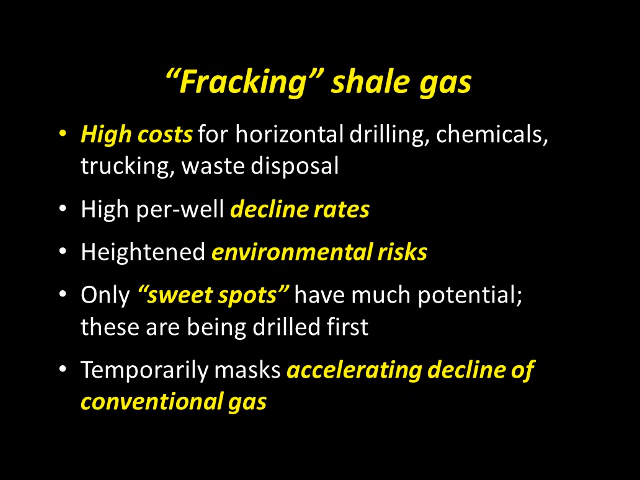 “Fracking” shale gas
• High costs for horizontal drilling, chemicals,
trucking, waste disposal
• High per-well decline rates
• Heightened environmental risks
• Only “sweet spots” have much potential;
these are being drilled first
• Temporarily masks accelerating decline of
conventional gas